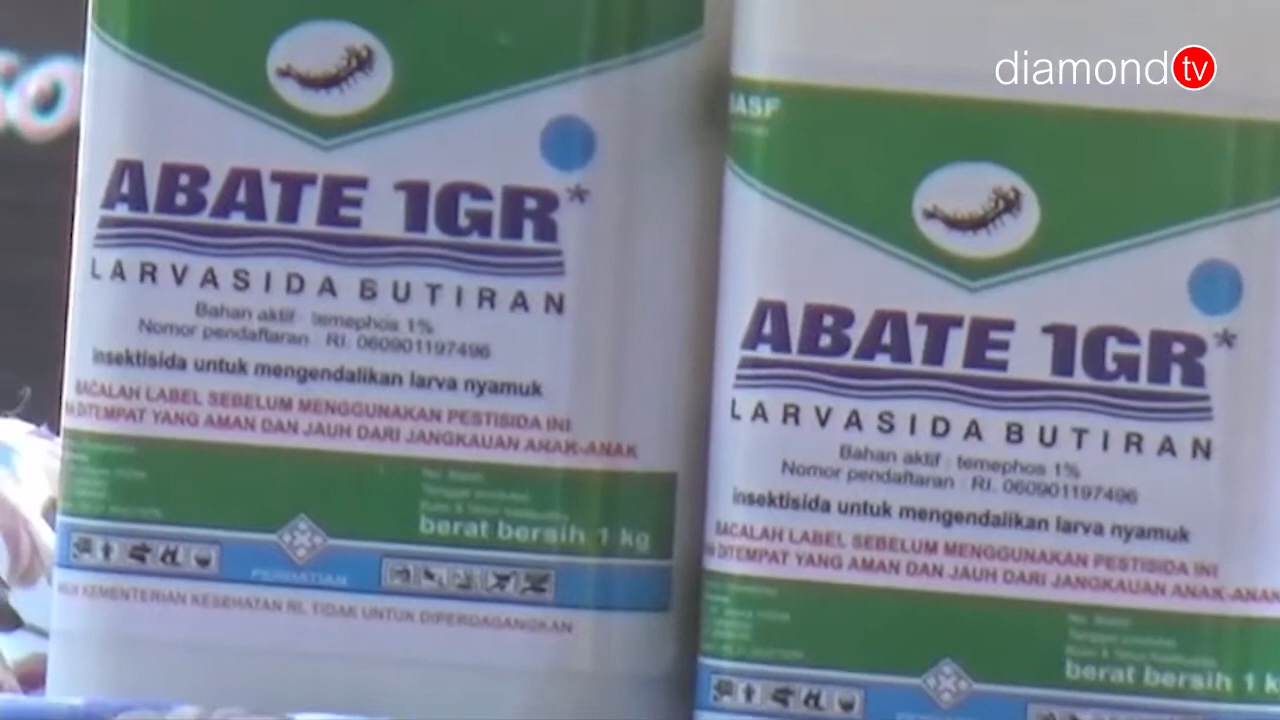 diamond tv
ABATE 1GR*
LARVASIDA BUTIRAN
Bahan aktif : temephos 1%
Nomor pendaftaran : RI. 060901197496
insektisida untuk mengendalikan larva nyamuk
BACALAH LABEL SEBELUM MENGGUNAKAN PESTISIDA INI
DITEMPAT YANG AMAN DAN JAUH DARI JANGKAUAN ANAK-ANAK
berat bersih 1 kg
PERHATIAN
KEMENTERIAN KESEHATAN RI, TIDAK UNTUK DIPERDAGANGKAN
BASF
ABATE 1GR*
LARVASIDA BUTIRAN
Bahan aktif : temephos 1%
Nomor pendaftaran : RI. 060901197496
insektisida untuk mengendalikan larva nyamuk
BACALAH LABEL SEBELUM MENGGUNAKAN PESTISIDA INI
DITEMPAT YANG AMAN DAN JAUH DARI JANGKAUAN ANAK-ANAK
berat bersih 1